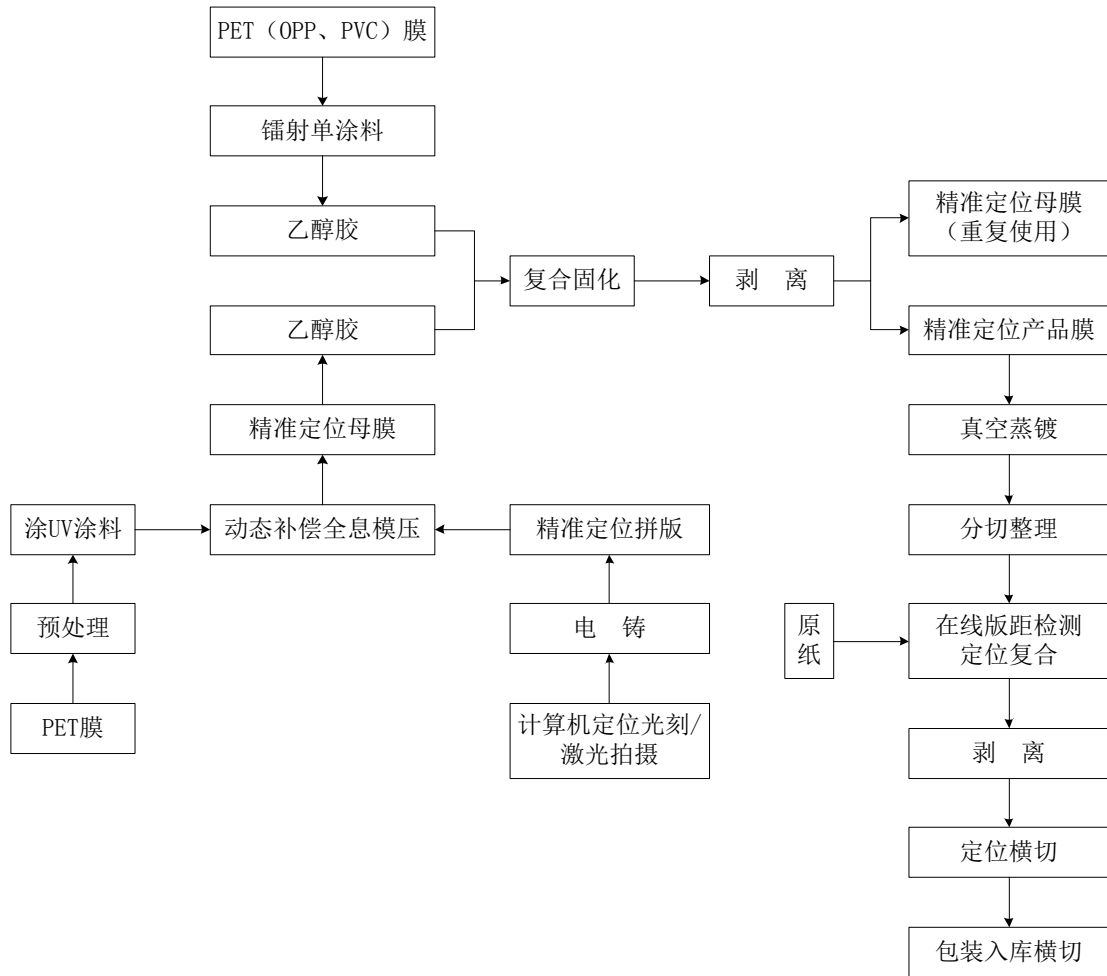 PET（OPP、PVC）膜
镭射单涂料
乙醇胶
乙醇胶
精准定位母膜
动态补偿全息模压
涂UV涂料
预处理
PET膜
精准定位拼版
电　铸
计算机定位光刻/
激光拍摄
复合固化
剥　离
精准定位母膜
（重复使用）
精准定位产品膜
真空蒸镀
分切整理
原
纸
在线版距检测
定位复合
剥　离
定位横切
包装入库横切